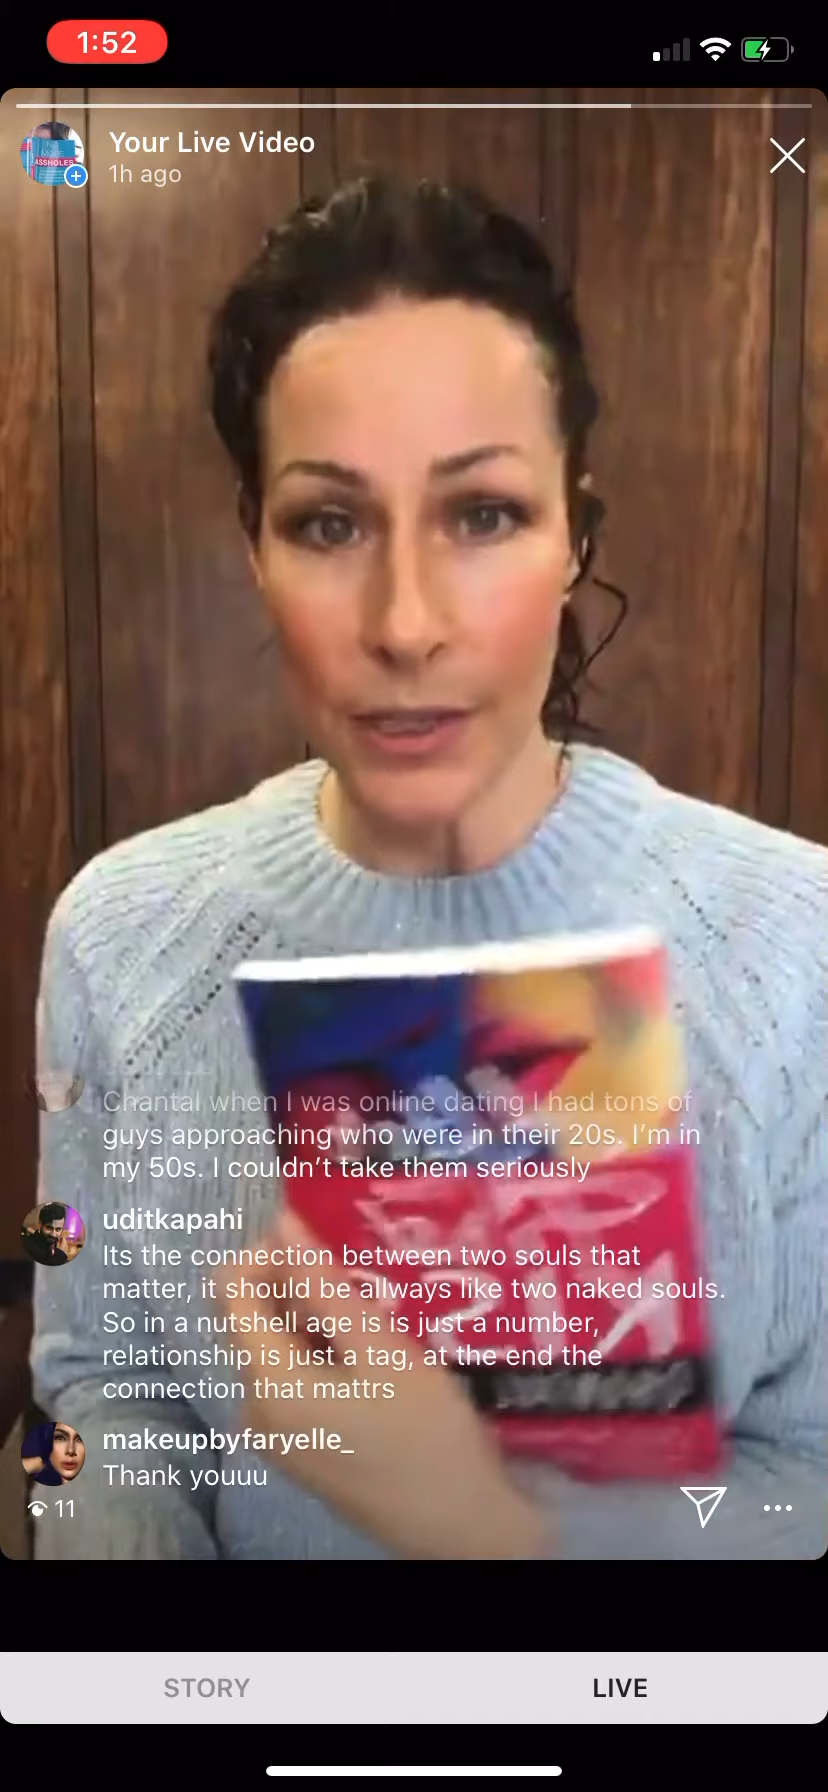 1:52
ASSHOLES
Your Live Video
1h ago
Chantal when I was online dating I had tons of
guys approaching who were in their 20s. I’m in
my 50s. I couldn’t take them seriously
uditkapahi
Its the connection between two souls that
matter, it should be allways like two naked souls.
So in a nutshell age is is just a number,
relationship is just a tag, at the end the
connection that mattrs
makeupbyfaryelle_
Thank youuu
11
STORY
LIVE